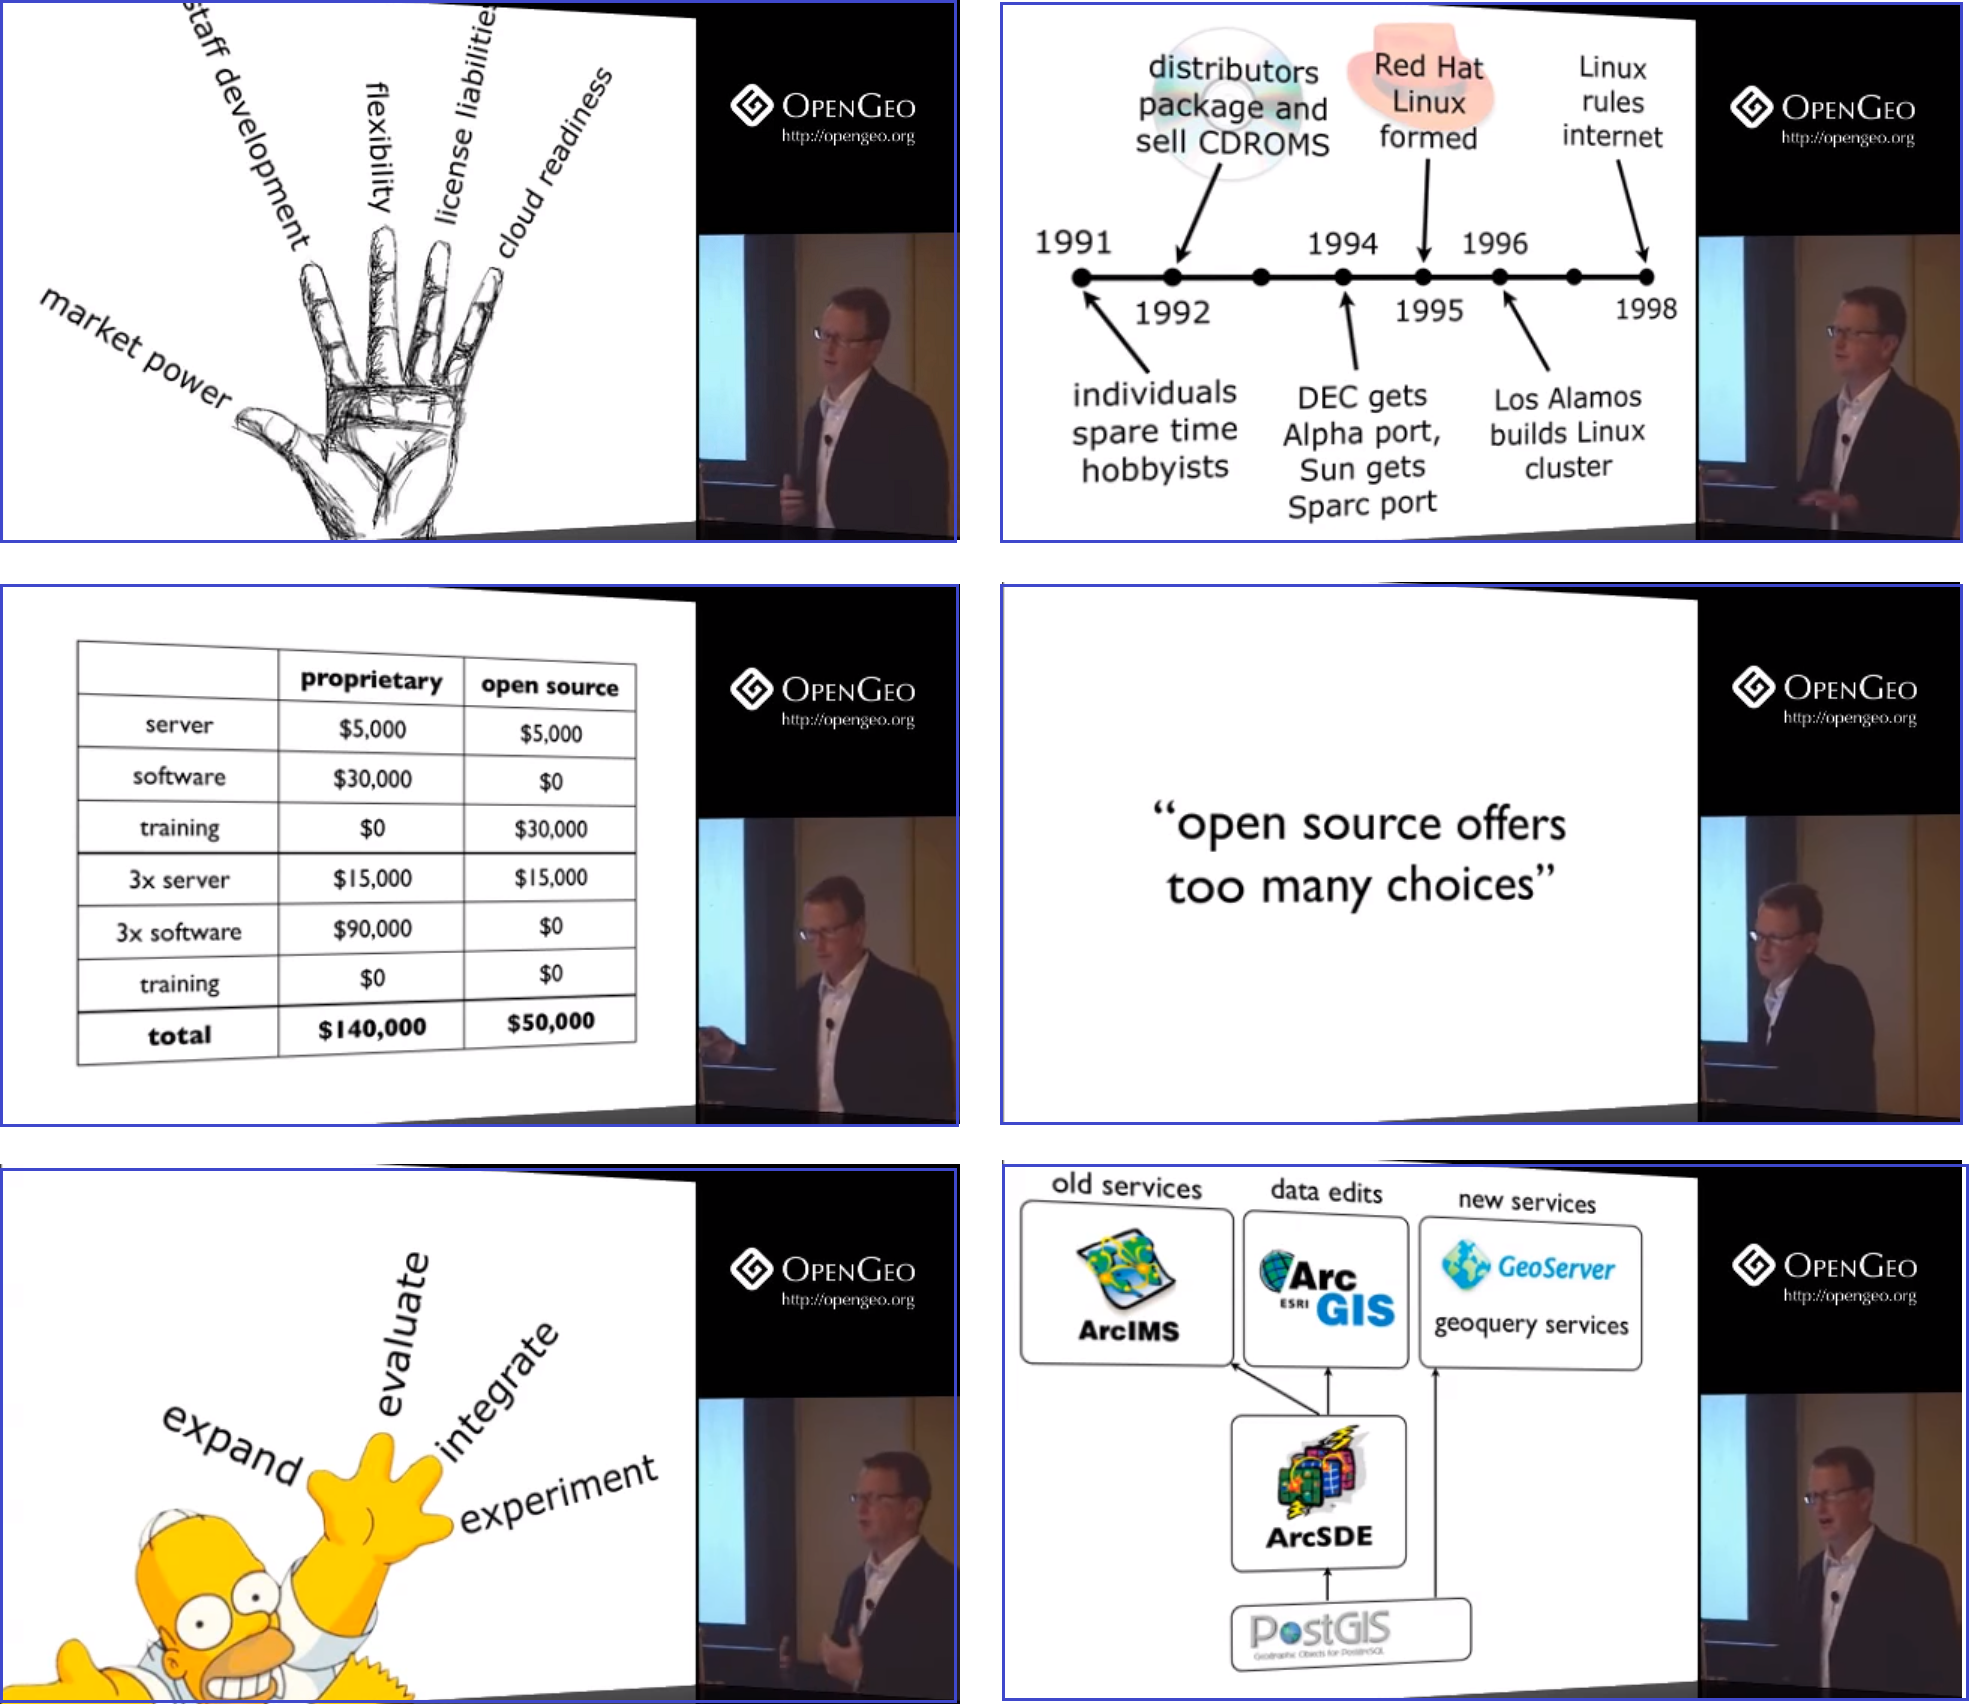 staff development
flexibility
license liabilities
cloud readiness
market power
OPENGEO
http://opengeo.org
distributors
package and
sell CDROMS
Red Hat
Linux
formed
Linux
rules
internet
1991
1994
1996
1992
1995
1998
individuals
spare time
hobbyists
DEC gets
Alpha port,
Sun gets
Sparc port
Los Alamos
builds Linux
cluster
OPENGEO
http://opengeo.org
proprietary open source
server $5,000 $5,000
software $30,000 $0
training $0 $30,000
3x server $15,000 $15,000
3x software $90,000 $0
training $0 $0
total $140,000 $50,000
OPENGEO
http://opengeo.org
“open source offers
too many choices”
OPENGEO
http://opengeo.org
expand
evaluate
integrate
experiment
OPENGEO
http://opengeo.org
old services
data edits
new services
ArcIMS
Arc
ESRI GIS
GeoServer
geoquery services
ArcSDE
PostGIS
Geographic Objects for PostgreSQL
OPENGEO
http://opengeo.org